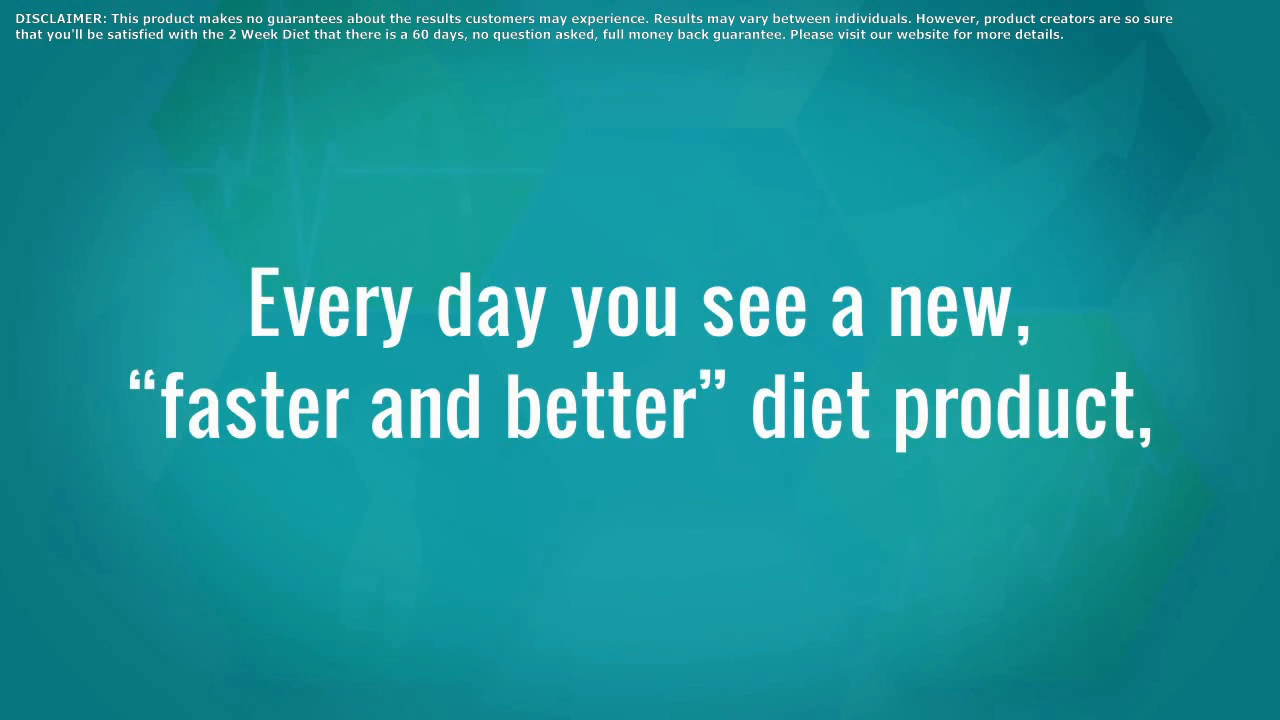 DISCLAIMER: This product makes no guarantees about the results customers may experience. Results may vary between individuals. However, product creators are so sure
that you'll be satisfied with the 2 Week Diet that there is a 60 days, no question asked, full money back guarantee. Please visit our website for more details.
Every day you see a new,
“faster and better” diet product,